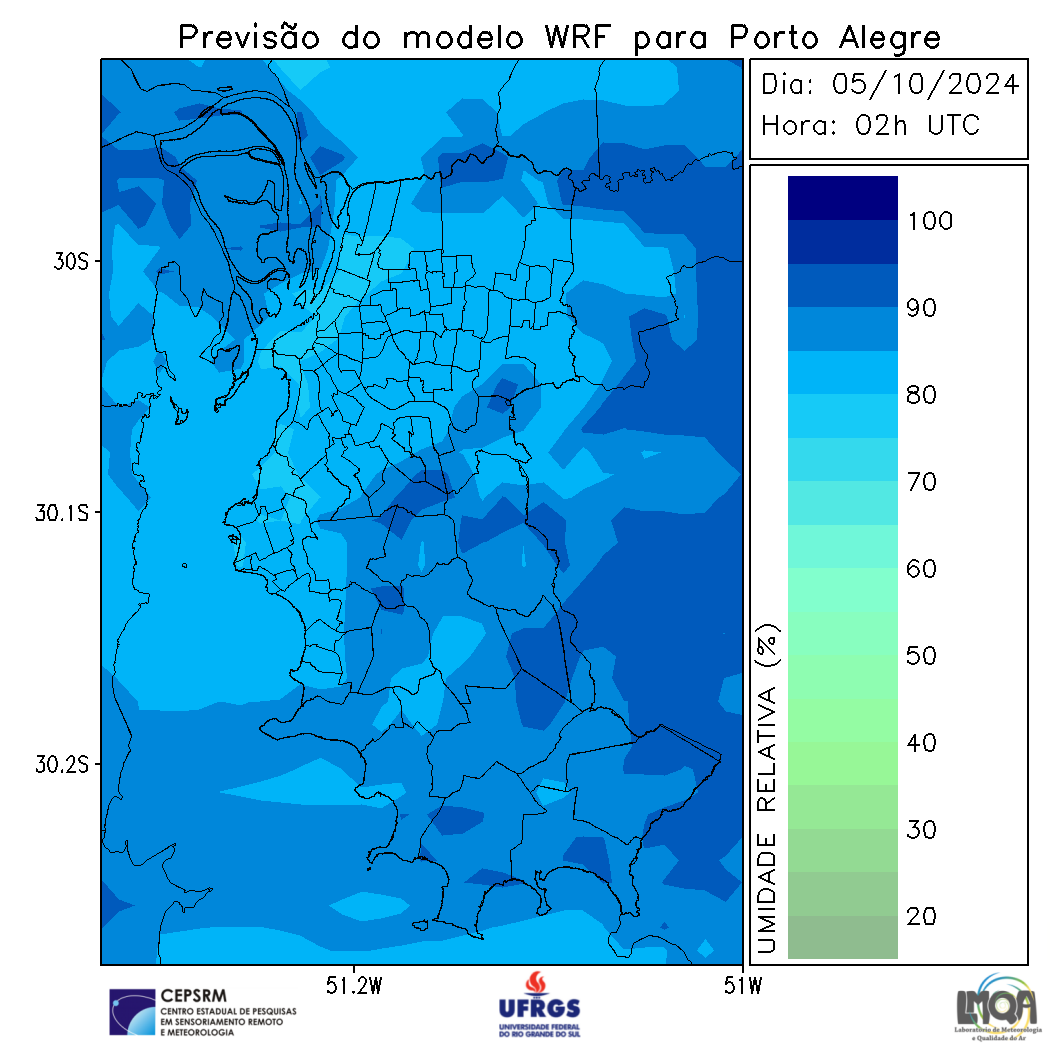 Previsão do modelo WRF para Porto Alegre
Dia: 05/10/2024
Hora: 02h UTC
30S
30.1S
30.2S
51.2W
51W
100
90
80
70
60
50
40
30
20
UMIDADE RELATIVA (%)
CEPSRM
CENTRO ESTADUAL DE PESQUISAS
EM SENSORIAMENTO REMOTO
E METEOROLOGIA
UFRGS
UNIVERSIDADE FEDERAL
DO RIO GRANDE DO SUL
LMQA
Laboratório de Meteorologia
e Qualidade do Ar